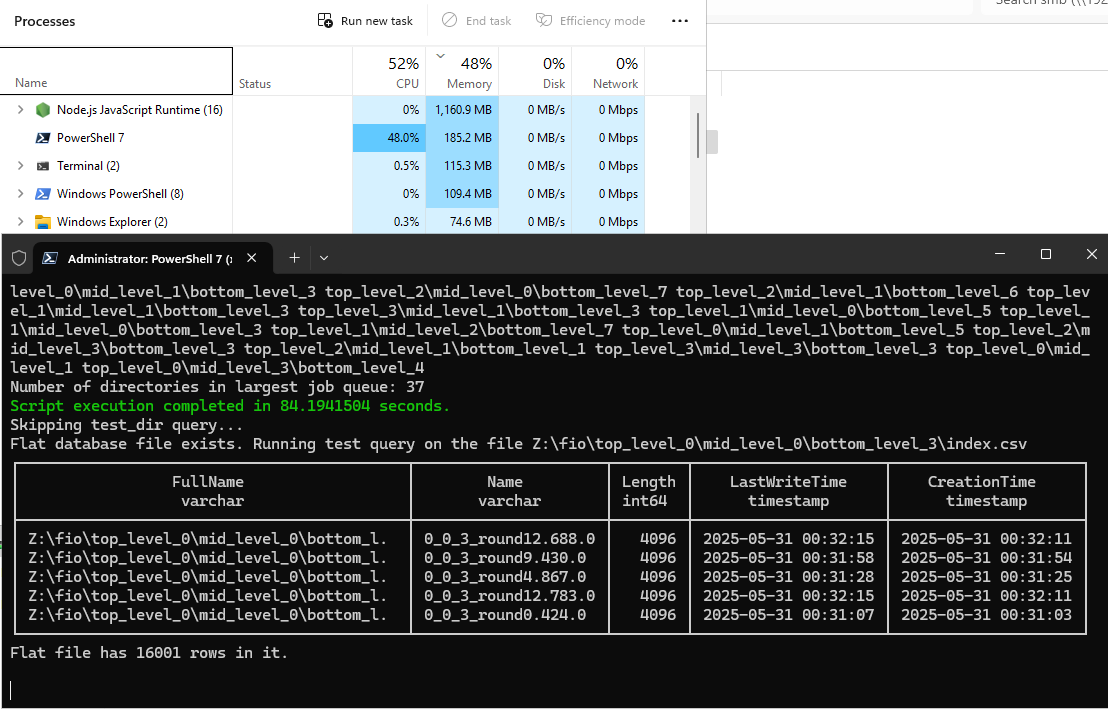 Processes
Run new task
End task
Efficiency mode
Name
Status
52% CPU
48% Memory
0% Disk
0% Network
Node.js JavaScript Runtime (16) 0% 1,160.9 MB 0 MB/s 0 Mbps
PowerShell 7 48.0% 185.2 MB 0 MB/s 0 Mbps
Terminal (2) 0.5% 115.3 MB 0 MB/s 0 Mbps
Windows PowerShell (8) 0% 109.4 MB 0 MB/s 0 Mbps
Windows Explorer (2) 0.3% 74.6 MB 0 MB/s 0 Mbps
Administrator: PowerShell 7 (
level_0\mid_level_1\bottom_level_3 top_level_2\mid_level_0\bottom_level_7 top_level_2\mid_level_1\bottom_level_6 top_lev
el_1\mid_level_1\bottom_level_3 top_level_3\mid_level_1\bottom_level_3 top_level_1\mid_level_0\bottom_level_5 top_level_
1\mid_level_0\bottom_level_3 top_level_1\mid_level_2\bottom_level_7 top_level_0\mid_level_1\bottom_level_5 top_level_2\m
id_level_3\bottom_level_3 top_level_2\mid_level_1\bottom_level_1 top_level_3\mid_level_3\bottom_level_3 top_level_0\mid_
level_1 top_level_0\mid_level_3\bottom_level_4
Number of directories in largest job queue: 37
Script execution completed in 84.1941504 seconds.
Skipping test_dir query...
Flat database file exists. Running test query on the file Z:\fio\top_level_0\mid_level_0\bottom_level_3\index.csv
FullName Name Length LastWriteTime CreationTime
varchar varchar int64 timestamp timestamp
Z:\fio\top_level_0\mid_level_0\bottom_l. 0_0_3_round12.688.0 4096 2025-05-31 00:32:15 2025-05-31 00:32:11
Z:\fio\top_level_0\mid_level_0\bottom_l. 0_0_3_round9.430.0 4096 2025-05-31 00:31:58 2025-05-31 00:31:54
Z:\fio\top_level_0\mid_level_0\bottom_l. 0_0_3_round4.867.0 4096 2025-05-31 00:31:28 2025-05-31 00:31:25
Z:\fio\top_level_0\mid_level_0\bottom_l. 0_0_3_round12.783.0 4096 2025-05-31 00:32:15 2025-05-31 00:32:11
Z:\fio\top_level_0\mid_level_0\bottom_l. 0_0_3_round0.424.0 4096 2025-05-31 00:31:07 2025-05-31 00:31:03
Flat file has 16001 rows in it.